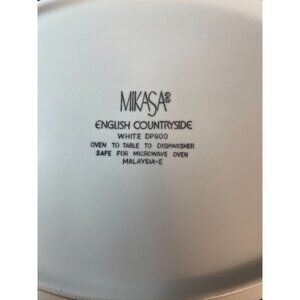 MIKASA
ENGLISH COUNTRYSIDE
WHITE DP900
OVEN TO TABLE TO DISHWASHER
SAFE FOR MICROWAVE OVEN
MALAYSIA-E